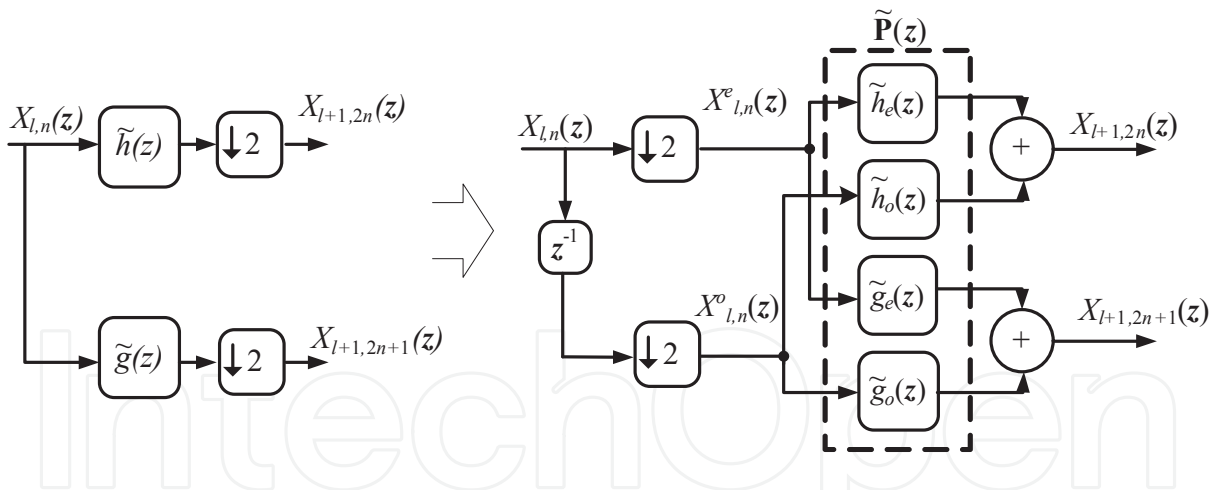 P̃(z)
X_{l,n}(z)
h̃(z)
↓2
X_{l+1,2n}(z)
g̃(z)
↓2
X_{l+1,2n+1}(z)
X_{l,n}(z)
↓2
X^e_{l,n}(z)
z^{-1}
↓2
X^o_{l,n}(z)
h̃_e(z)
h̃_o(z)
g̃_e(z)
g̃_o(z)
+
X_{l+1,2n}(z)
+
X_{l+1,2n+1}(z)
IntechOpen